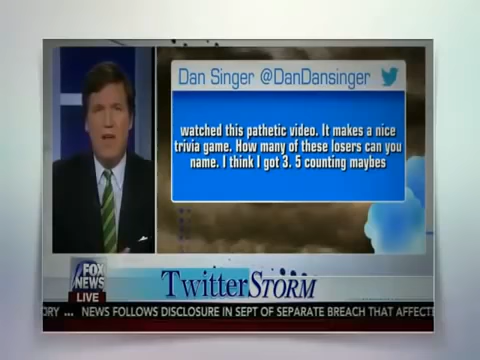 Dan Singer @DanDansinger
watched this pathetic video. It makes a nice
trivia game. How many of these losers can you
name. I think I got 3. 5 counting maybes
FOX
NEWS
LIVE
TwitterSTORM
ORY ... NEWS FOLLOWS DISCLOSURE IN SEPT OF SEPARATE BREACH THAT AFFECTI